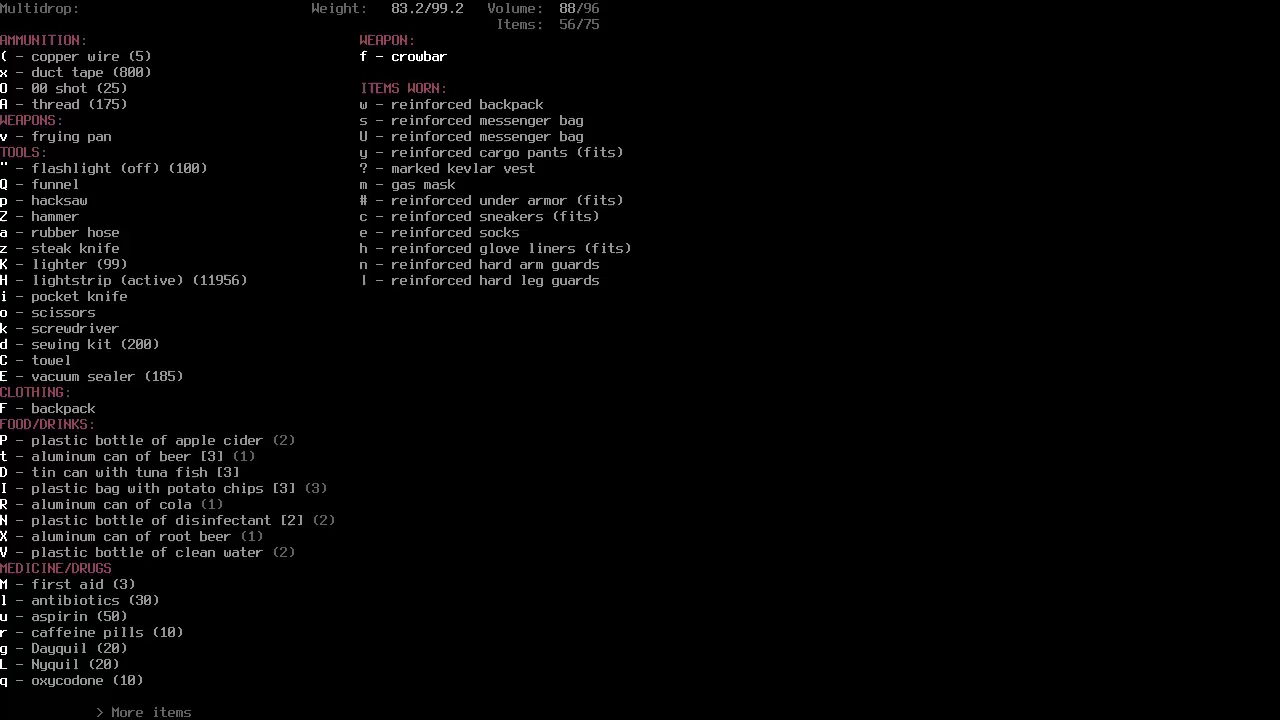 Multidrop: Weight: 83.2/99.2 Volume: 88/96
Items: 56/75
AMMUNITION:
( - copper wire (5)
x - duct tape (800)
O - 00 shot (25)
A - thread (175)
WEAPONS:
v - frying pan
TOOLS:
" - flashlight (off) (100)
Q - funnel
p - hacksaw
Z - hammer
a - rubber hose
z - steak knife
K - lighter (99)
H - lightstrip (active) (11956)
i - pocket knife
o - scissors
k - screwdriver
d - sewing kit (200)
C - towel
E - vacuum sealer (185)
CLOTHING:
F - backpack
FOOD/DRINKS:
P - plastic bottle of apple cider (2)
t - aluminum can of beer [3] (1)
D - tin can with tuna fish [3]
I - plastic bag with potato chips [3] (3)
R - aluminum can of cola (1)
N - plastic bottle of disinfectant [2] (2)
X - aluminum can of root beer (1)
V - plastic bottle of clean water (2)
MEDICINE/DRUGS
M - first aid (3)
l - antibiotics (30)
u - aspirin (50)
r - caffeine pills (10)
g - Dayquil (20)
L - Nyquil (20)
q - oxycodone (10)
> More items
WEAPON:
f - crowbar
ITEMS WORN:
w - reinforced backpack
s - reinforced messenger bag
U - reinforced messenger bag
y - reinforced cargo pants (fits)
? - marked kevlar vest
m - gas mask
# - reinforced under armor (fits)
c - reinforced sneakers (fits)
e - reinforced socks
h - reinforced glove liners (fits)
n - reinforced hard arm guards
| - reinforced hard leg guards